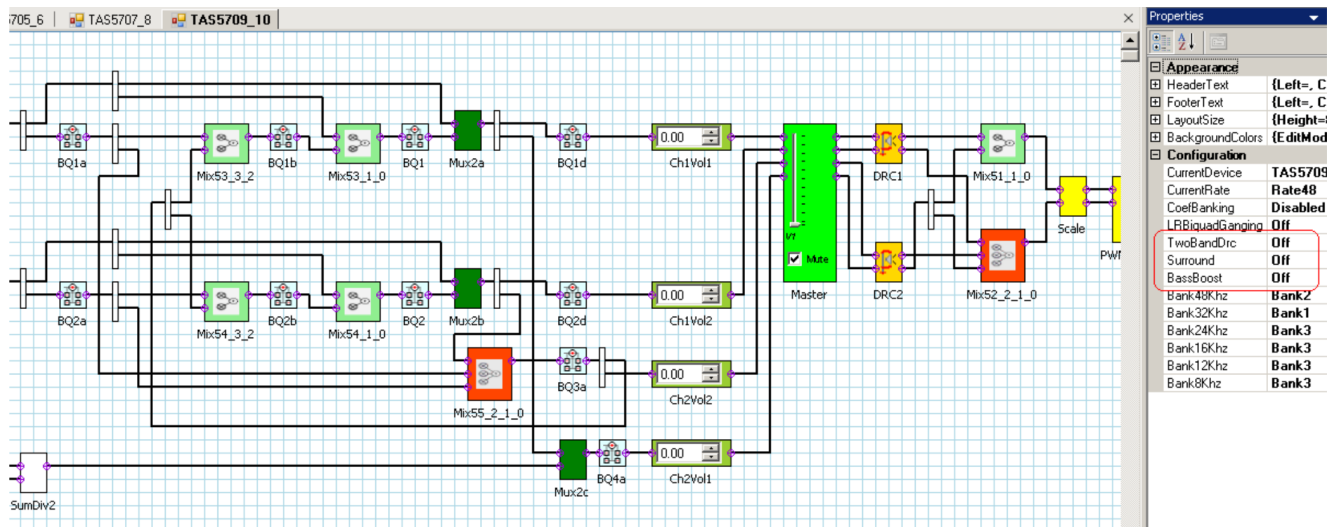 5705_6
TAS5707_8
TAS5709_10
BQ1a
Mix53_3_2
BQ1b
Mix53_1_0
BQ1
Mux2a
BQ1d
0.00
Ch1Vol1
V1
Mute
Master
DRC1
DRC2
Mix51_1_0
Mix52_2_1_0
Scale
BQ2a
Mix54_3_2
BQ2b
Mix54_1_0
BQ2
Mux2b
BQ2d
0.00
Ch1Vol2
Mix55_2_1_0
BQ3a
0.00
Ch2Vol2
SumDiv2
Mux2c
BQ4a
0.00
Ch2Vol1
Properties
Appearance
HeaderText {Left=, C
FooterText {Left=, C
LayoutSize
BackgroundColors {EditMod
Configuration
CurrentDevice TAS5709
CurrentRate Rate48
CoefBanking Disabled
LRBiquadGanging Off
TwoBandDrc Off
Surround Off
BassBoost Off
Bank48Khz Bank2
Bank32Khz Bank1
Bank24Khz Bank3
Bank16Khz Bank3
Bank12Khz Bank3
Bank8Khz Bank3